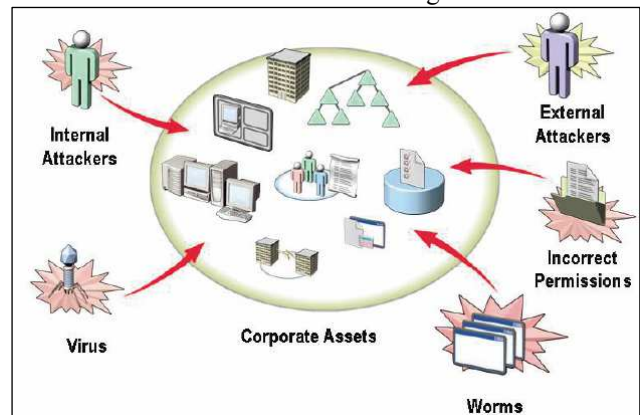 Internal
Attackers
External
Attackers
Incorrect
Permissions
Virus
Corporate Assets
Worms